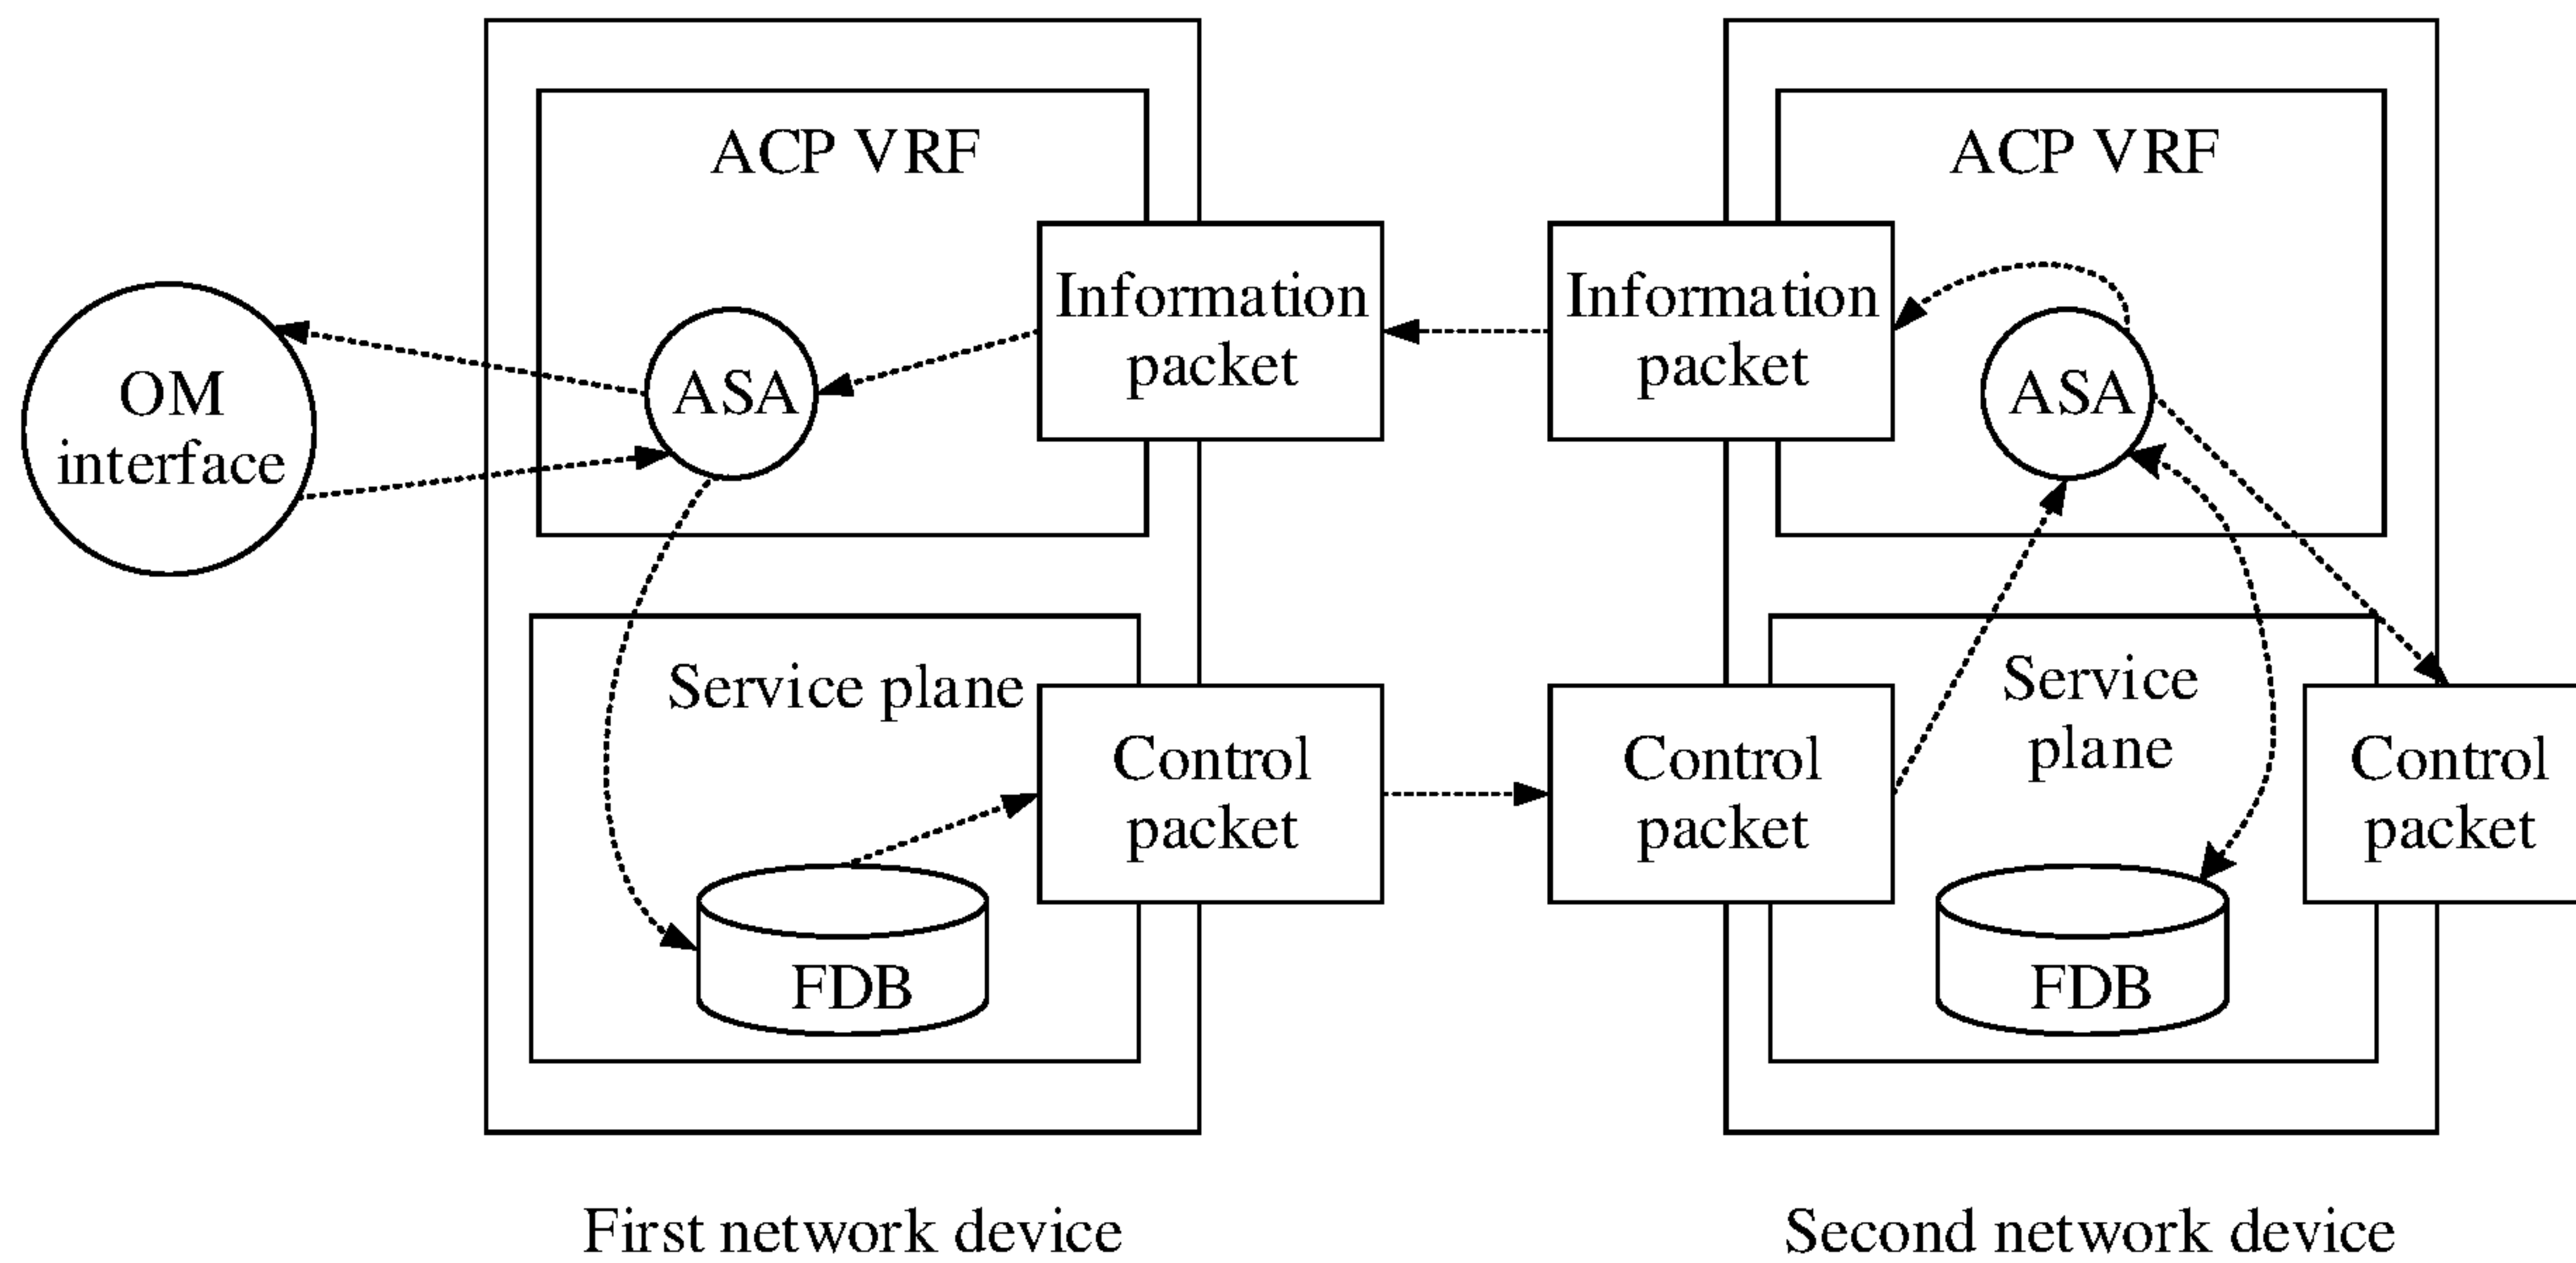 ACP VRF
Information
packet
OM
interface
ASA
Service plane
Control
packet
FDB
First network device
ACP VRF
Information
packet
ASA
Service
plane
Control
packet
Control
packet
FDB
Second network device